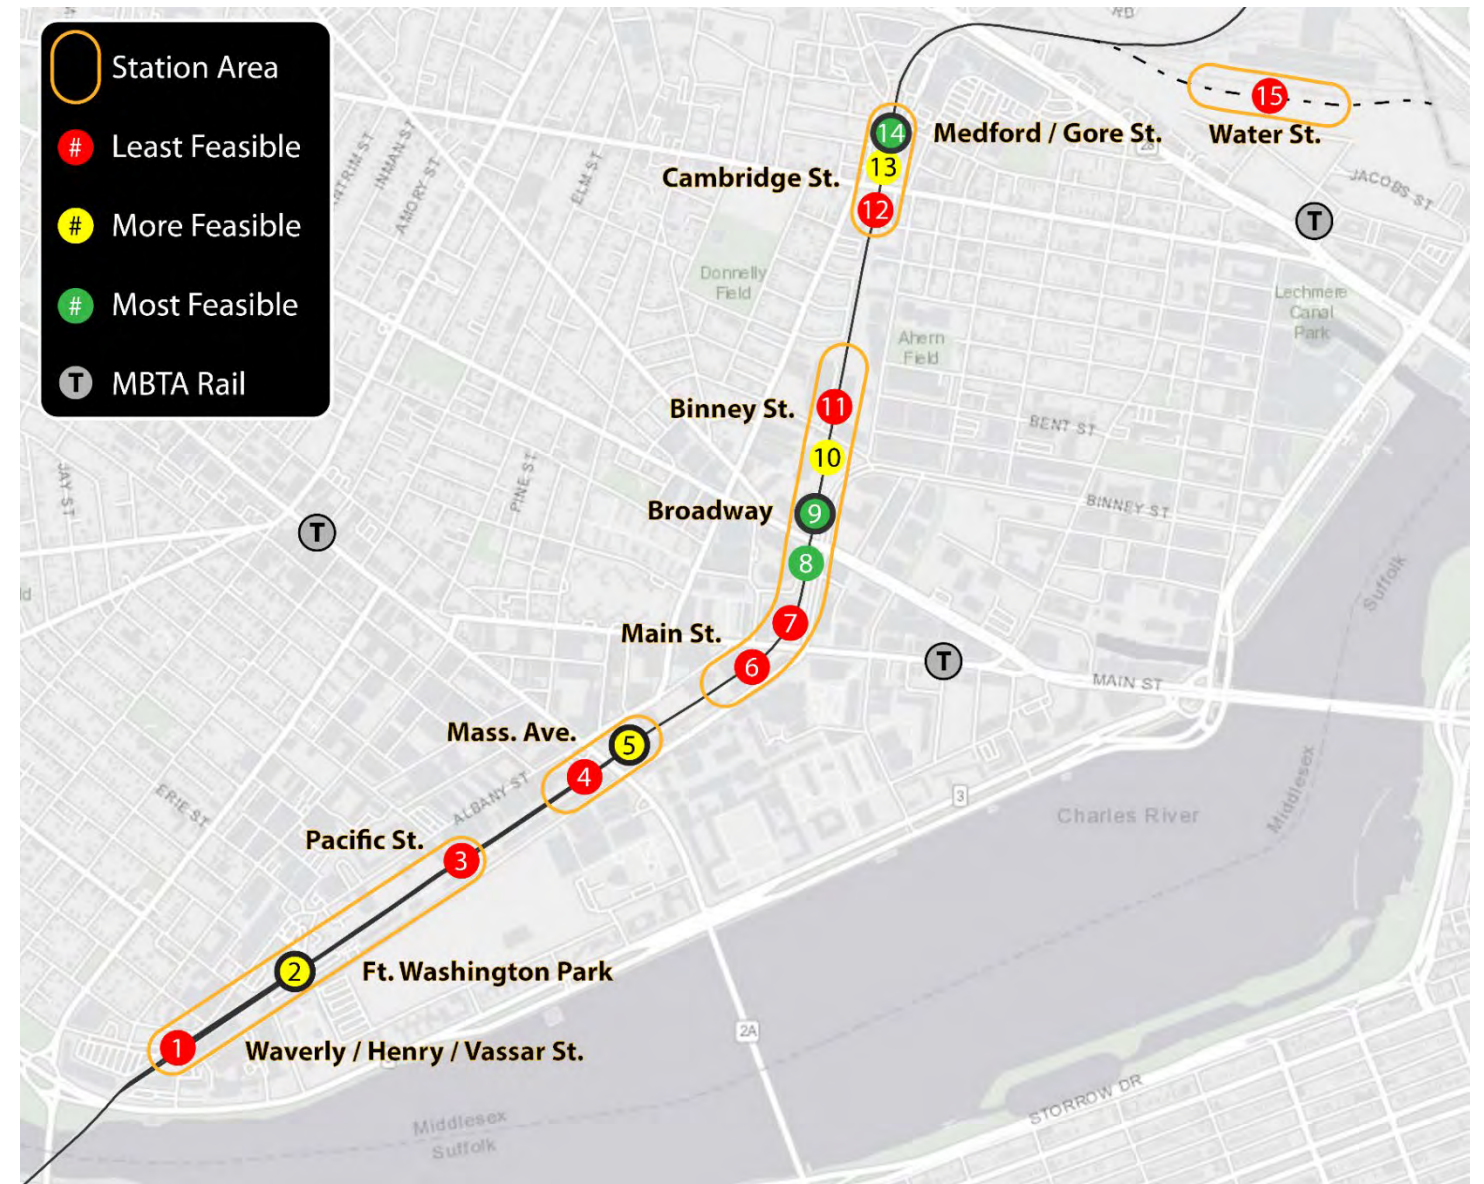 Station Area
# Least Feasible
# More Feasible
# Most Feasible
T MBTA Rail
RD
15
Water St.
14
Medford / Gore St.
28
13
Cambridge St.
12
JACOBS ST
T
INMAN ST
AMORY ST
ELM ST
Donnelly
Field
Lechmere
Canal
Park
Ahern
Field
11
Binney St.
BENT ST
10
PINE ST
JAY ST
BINNEY ST
9
Broadway
T
8
Suffolk
7
Main St.
6
T
MAIN ST
Mass. Ave.
5
4
Middlesex
ERIE ST
ALBANY ST
3
Charles River
Pacific St.
3
2
Ft. Washington Park
2A
1
Waverly / Henry / Vassar St.
STORROW DR
Middlesex
Suffolk